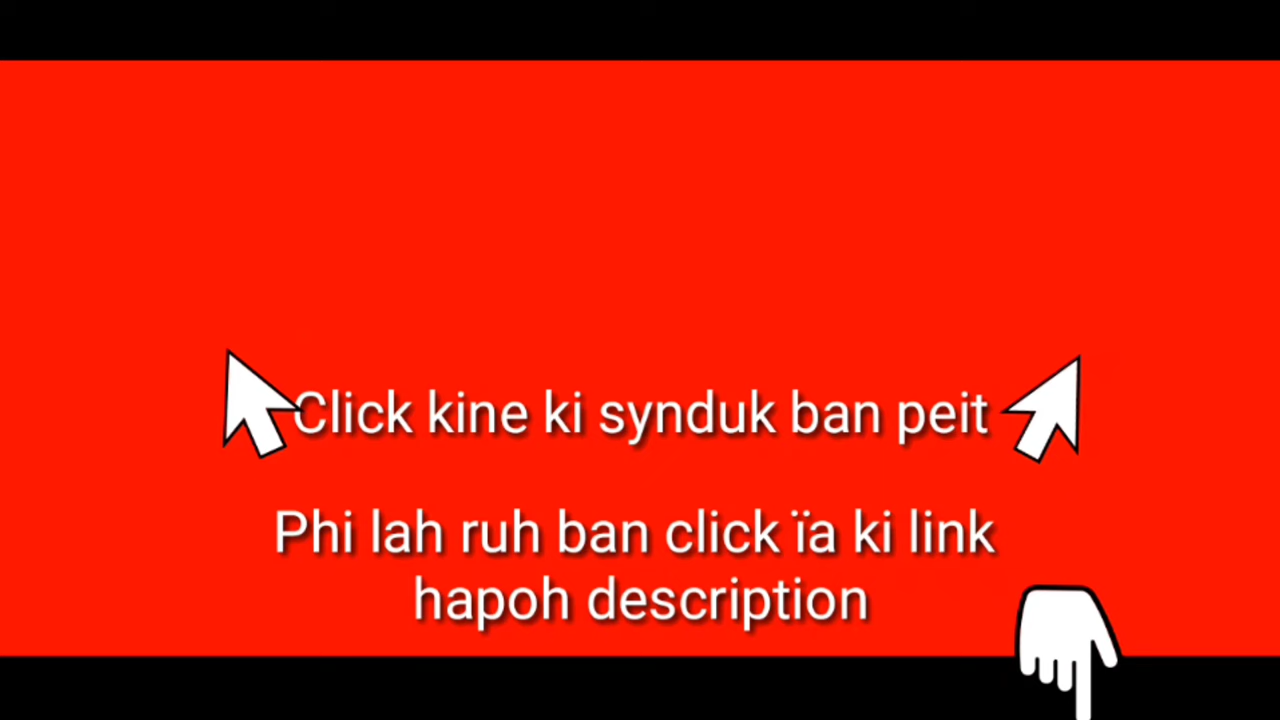 Click kine ki synduk ban peit
Phi lah ruh ban click ïa ki link
hapoh description